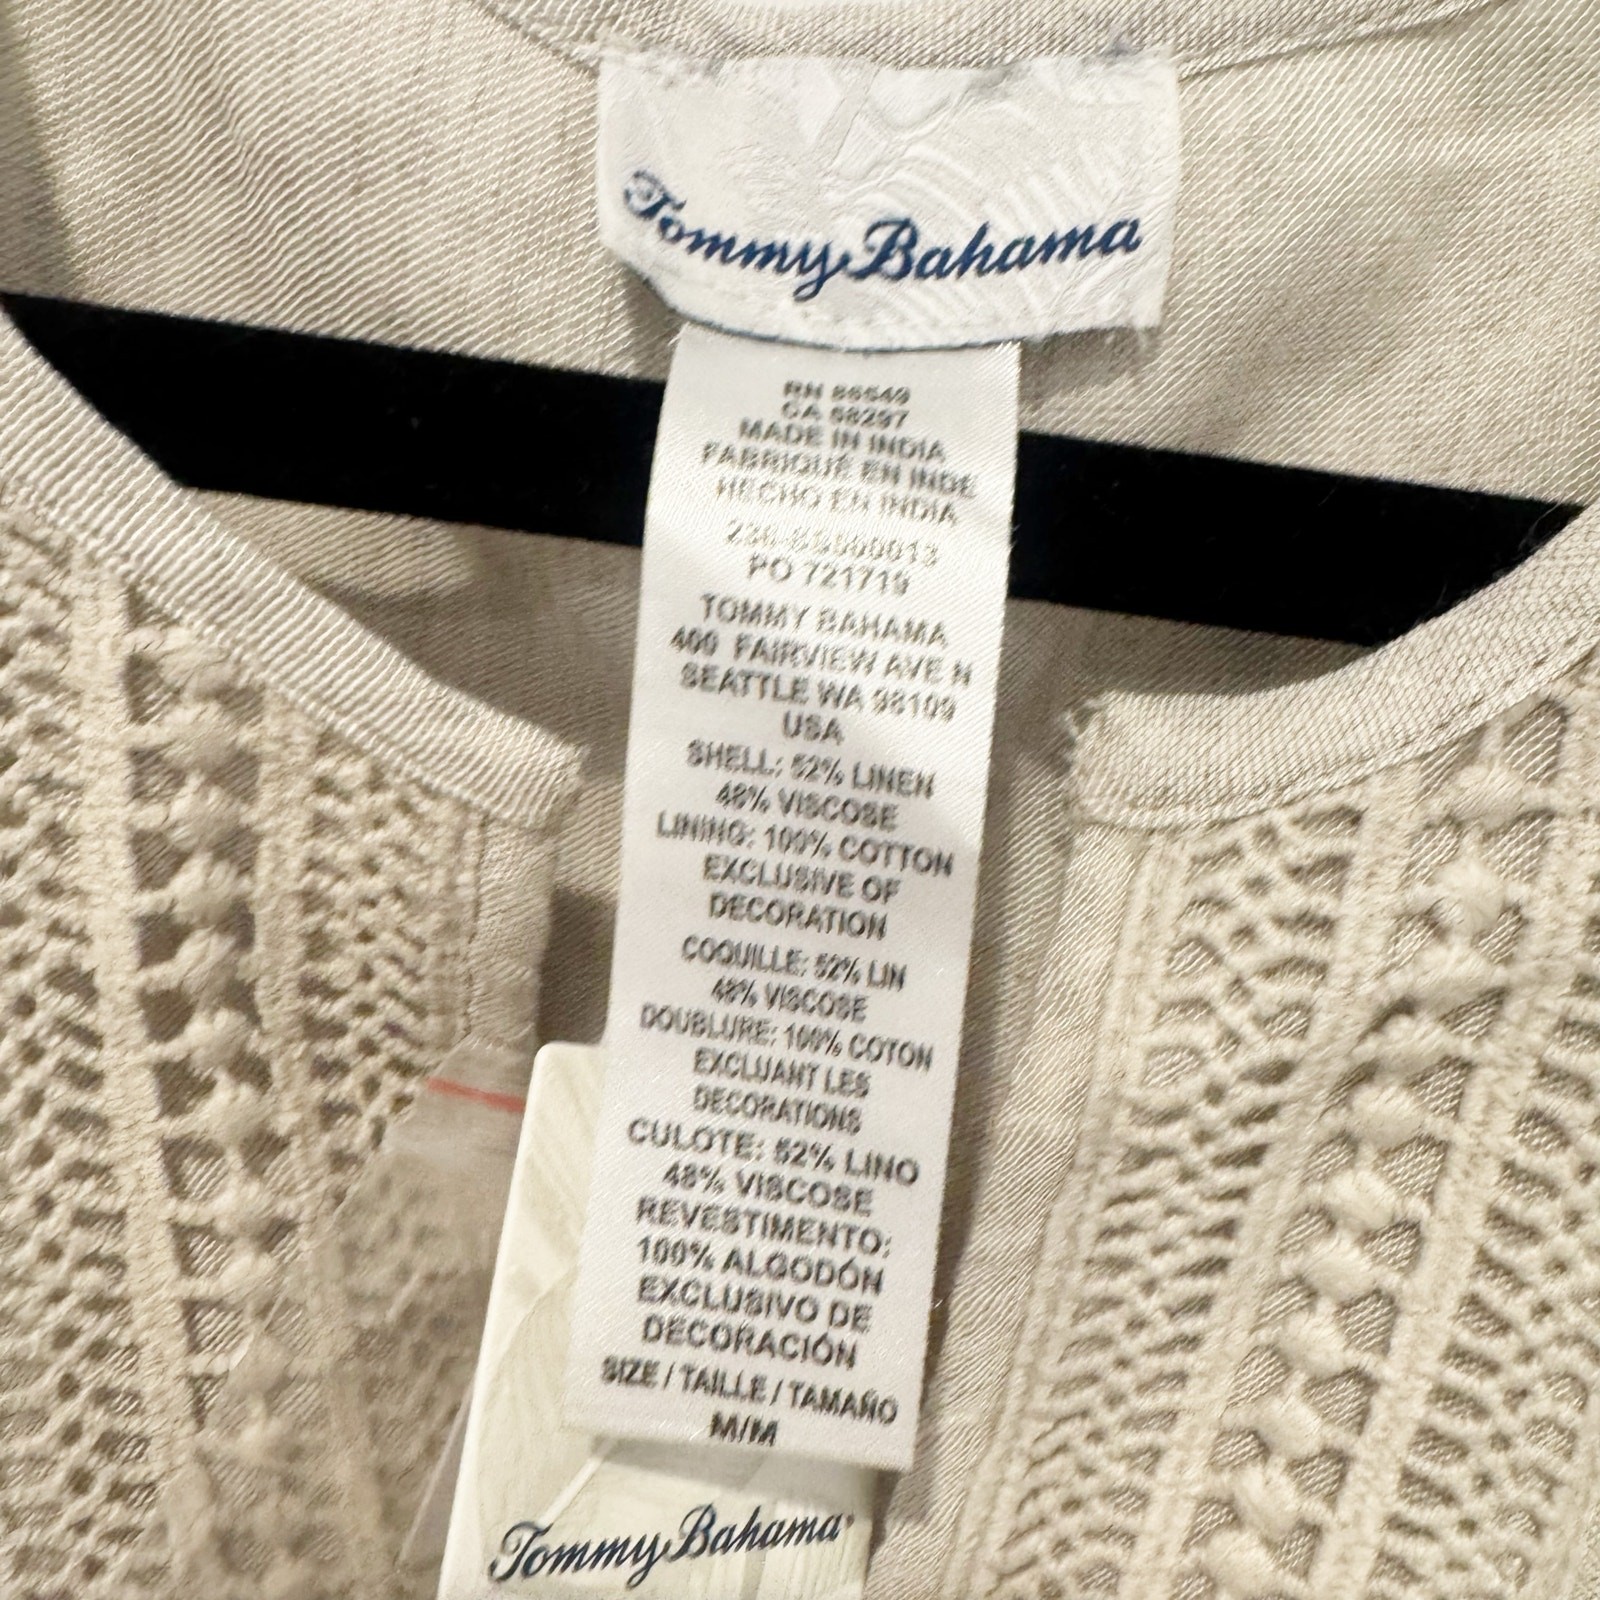 Tommy Bahama
RN 86649
CA 68297
MADE IN INDIA
FABRIQUÉ EN INDE
HECHO EN INDIA
PO 721719
TOMMY BAHAMA
400 FAIRVIEW AVE N
SEATTLE WA 98109
USA
SHELL: 52% LINEN
48% VISCOSE
LINING: 100% COTTON
EXCLUSIVE OF
DECORATION
COQUILLE: 52% LIN
48% VISCOSE
DOUBLURE: 100% COTON
EXCLUANT LES
DECORATIONS
CULOTE: 52% LINO
48% VISCOSE
REVESTIMENTO:
100% ALGODÓN
EXCLUSIVO DE
DECORACIÓN
SIZE / TAILLE / TAMAÑO
M/M
Tommy Bahama